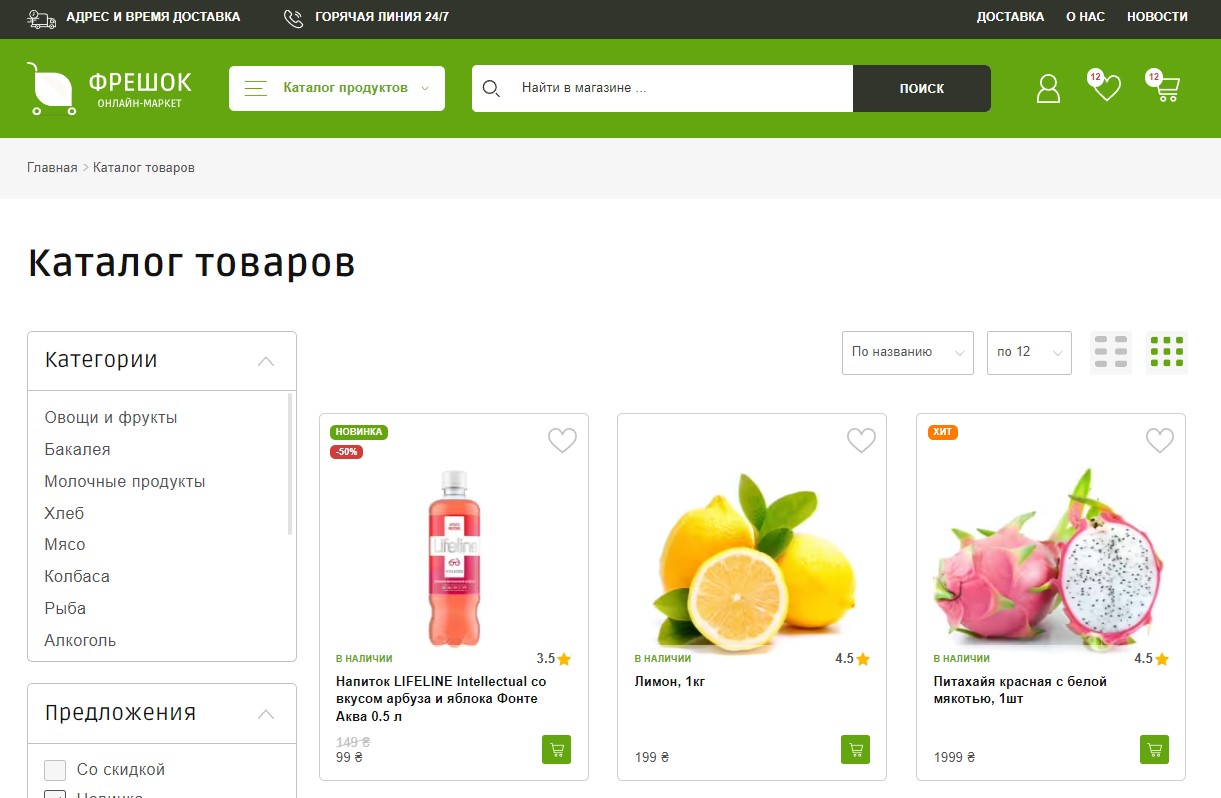 АДРЕС И ВРЕМЯ ДОСТАВКА
ГОРЯЧАЯ ЛИНИЯ 24/7
ДОСТАВКА
О НАС
НОВОСТИ
ФРЕШОК
ОНЛАЙН-МАРКЕТ
Каталог продуктов
Найти в магазине ...
ПОИСК
12
12
Главная > Каталог товаров
Каталог товаров
Категории
Овощи и фрукты
Бакалея
Молочные продукты
Хлеб
Мясо
Колбаса
Рыба
Алкоголь
Предложения
Со скидкой
Новинка
По названию
по 12
НОВИНКА
-50%
Lifeline
В НАЛИЧИИ
3.5
Напиток LIFELINE Intellectual со
вкусом арбуза и яблока Фонте
Аква 0.5 л
149 ₴
99 ₴
В НАЛИЧИИ
4.5
Лимон, 1кг
199 ₴
ХИТ
В НАЛИЧИИ
4.5
Питахайя красная с белой
мякотью, 1шт
1999 ₴